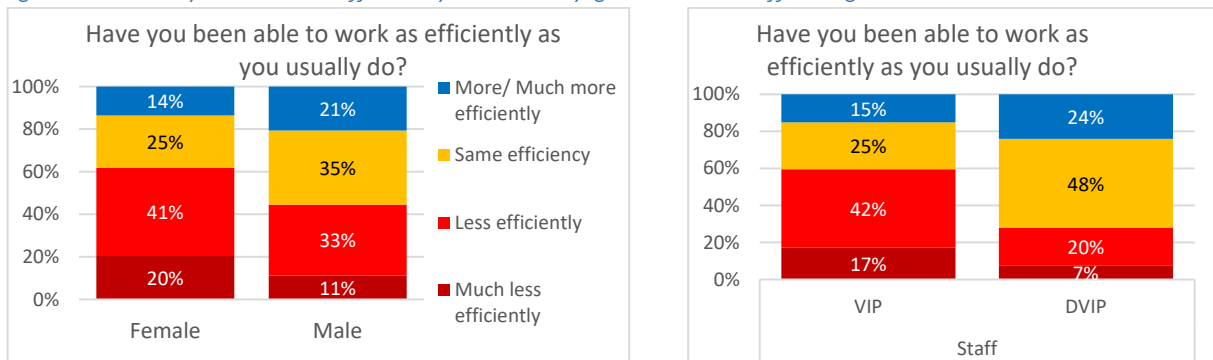 Have you been able to work as efficiently as
you usually do?
100%
80%
60%
40%
20%
0%
14%
25%
41%
20%
21%
35%
33%
11%
Female
Male
More/ Much more
efficiently
Same efficiency
Less efficiently
Much less
efficiently
Have you been able to work as
efficiently as you usually do?
100%
80%
60%
40%
20%
0%
15%
25%
42%
17%
24%
48%
20%
7%
VIP
DVIP
Staff